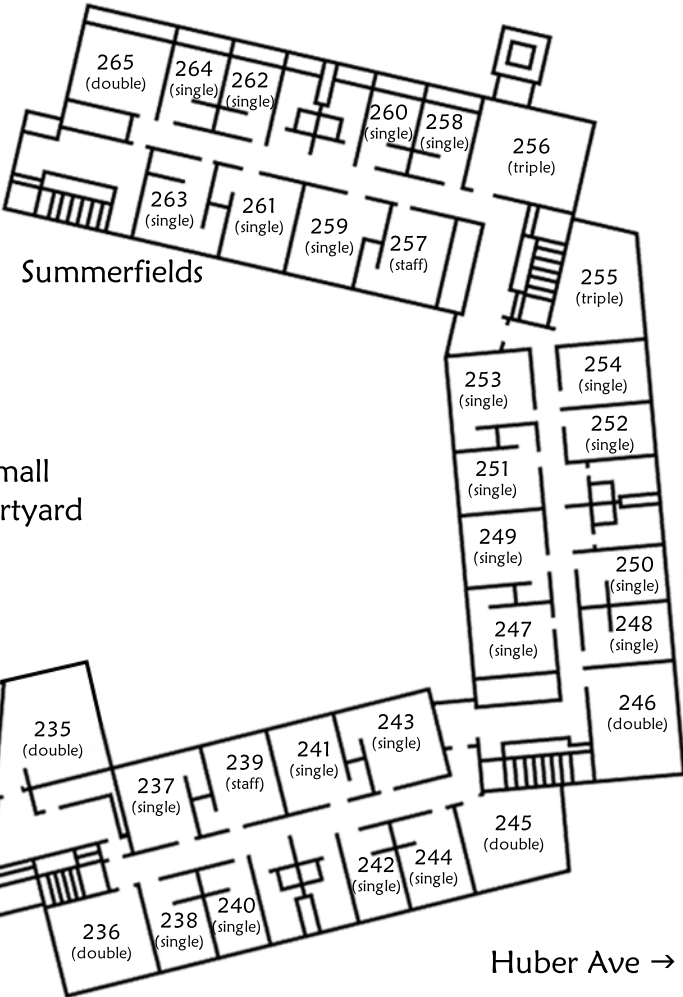 265
(double)
264
(single)
262
(single)
260
(single)
258
(single)
256
(triple)
263
(single)
261
(single)
259
(single)
257
(staff)
Summerfields
255
(triple)
253
(single)
254
(single)
252
(single)
251
(single)
mall
rtyard
249
(single)
250
(single)
247
(single)
248
(single)
246
(double)
235
(double)
237
(single)
239
(staff)
241
(single)
243
(single)
245
(double)
242
(single)
244
(single)
236
(double)
238
(single)
240
(single)
Huber Ave →